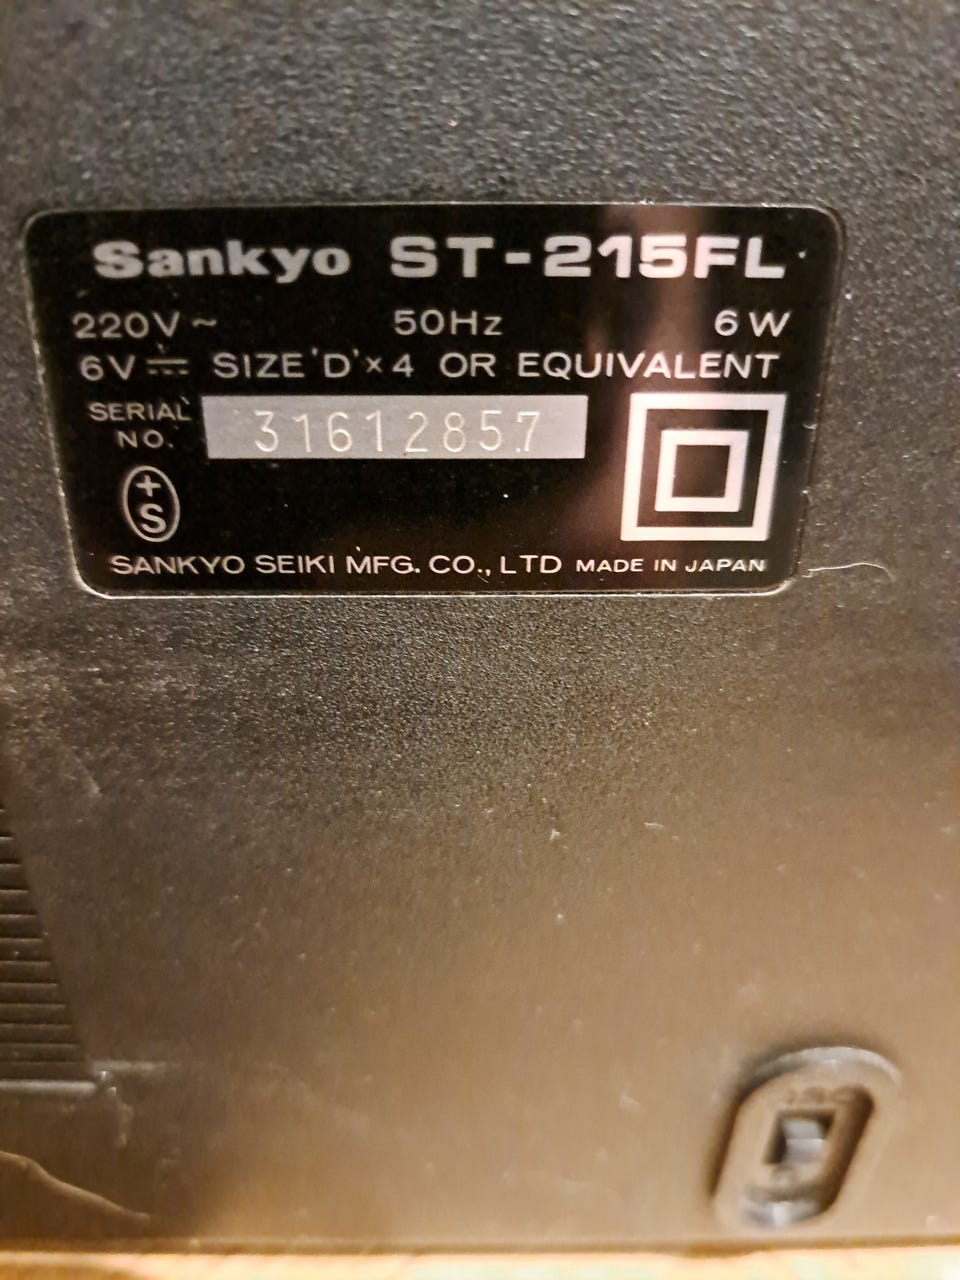 Sankyo ST-215FL
220V ~ 50Hz 6W
6V ⎓ SIZE 'D' × 4 OR EQUIVALENT
SERIAL NO. 31612857
+S
SANKYO SEIKI MFG. CO., LTD MADE IN JAPAN